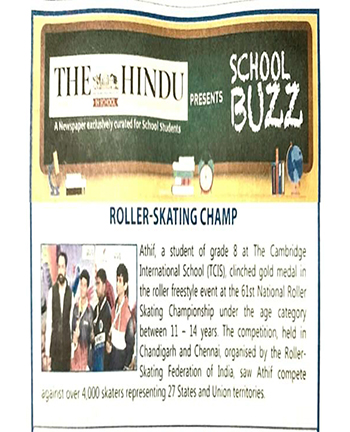 THE HINDU
IN SCHOOL
A Newspaper exclusively curated for School Students
PRESENTS
SCHOOL
BUZZ
ROLLER-SKATING CHAMP
Athif, a student of grade 8 at The Cambridge
International School (TCIS), clinched gold medal in
the roller freestyle event at the 61st National Roller
Skating Championship under the age category
between 11 – 14 years. The competition, held in
Chandigarh and Chennai, organised by the Roller-
Skating Federation of India, saw Athif compete
against over 4,000 skaters representing 27 States and Union territories.